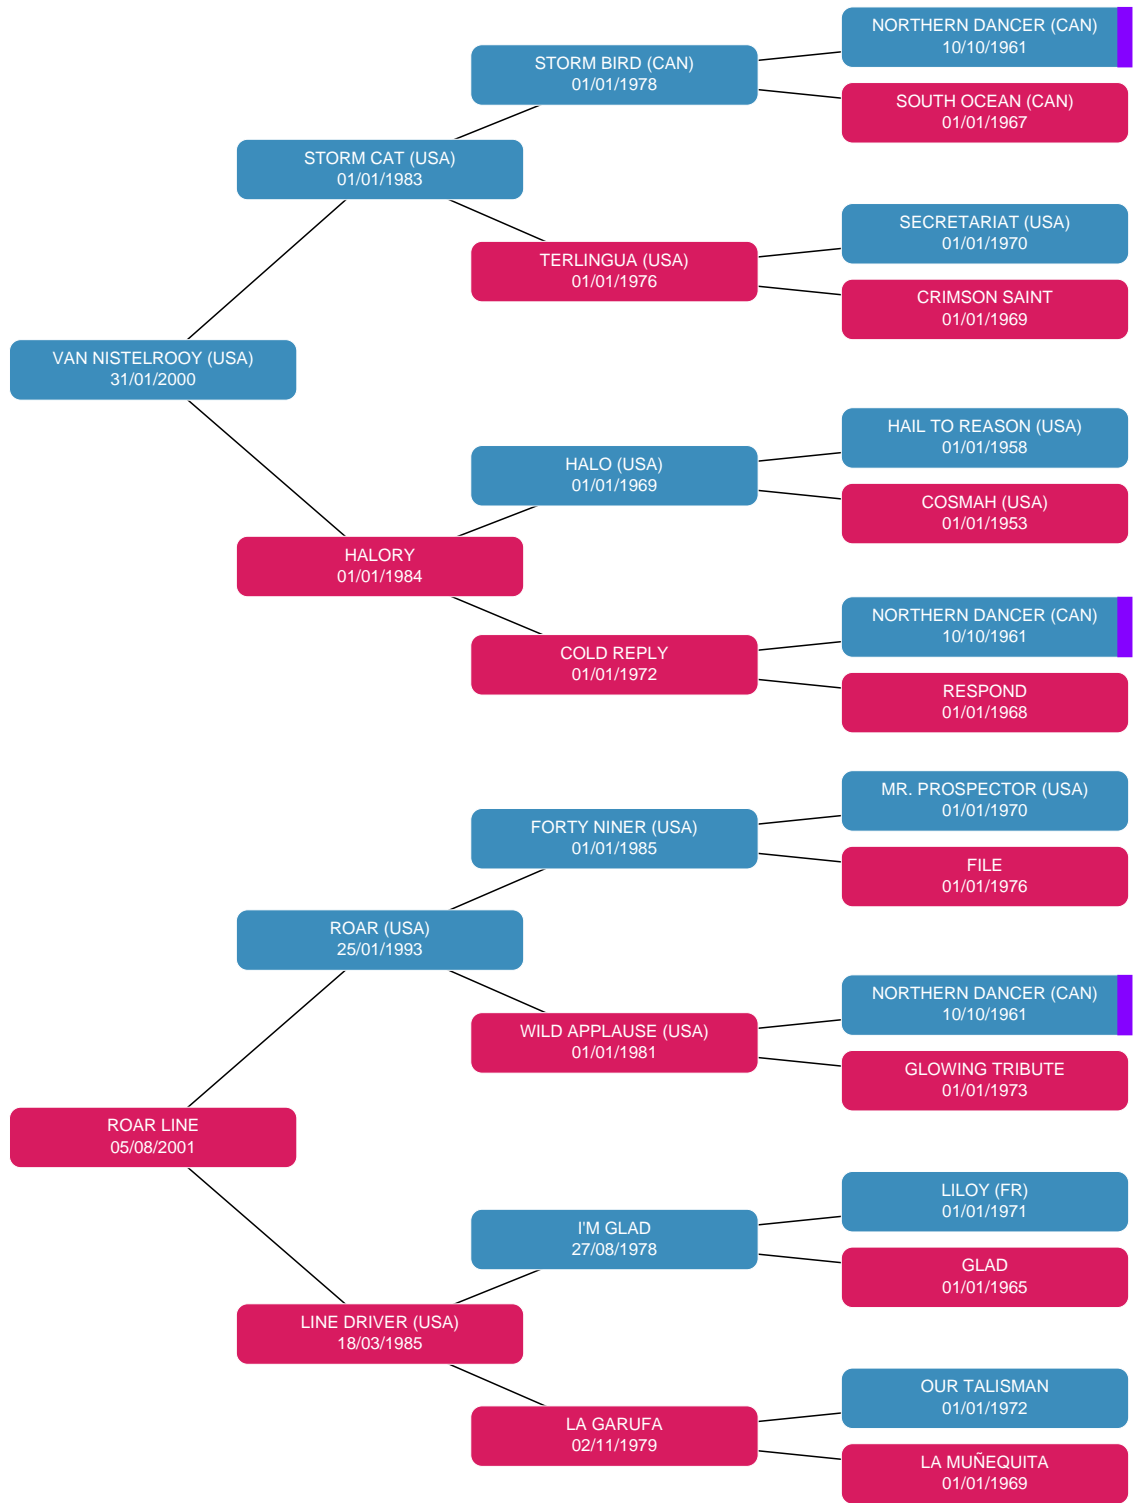 NORTHERN DANCER (CAN)
10/10/1961
STORM BIRD (CAN)
01/01/1978
SOUTH OCEAN (CAN)
01/01/1967
STORM CAT (USA)
01/01/1983
SECRETARIAT (USA)
01/01/1970
TERLINGUA (USA)
01/01/1976
CRIMSON SAINT
01/01/1969
VAN NISTELROOY (USA)
31/01/2000
HAIL TO REASON (USA)
01/01/1958
HALO (USA)
01/01/1969
COSMAH (USA)
01/01/1953
HALORY
01/01/1984
NORTHERN DANCER (CAN)
10/10/1961
COLD REPLY
01/01/1972
RESPOND
01/01/1968
MR. PROSPECTOR (USA)
01/01/1970
FORTY NINER (USA)
01/01/1985
FILE
01/01/1976
ROAR (USA)
25/01/1993
NORTHERN DANCER (CAN)
10/10/1961
WILD APPLAUSE (USA)
01/01/1981
GLOWING TRIBUTE
01/01/1973
ROAR LINE
05/08/2001
LILOY (FR)
01/01/1971
I'M GLAD
27/08/1978
GLAD
01/01/1965
LINE DRIVER (USA)
18/03/1985
OUR TALISMAN
01/01/1972
LA GARUFA
02/11/1979
LA MUÑEQUITA
01/01/1969